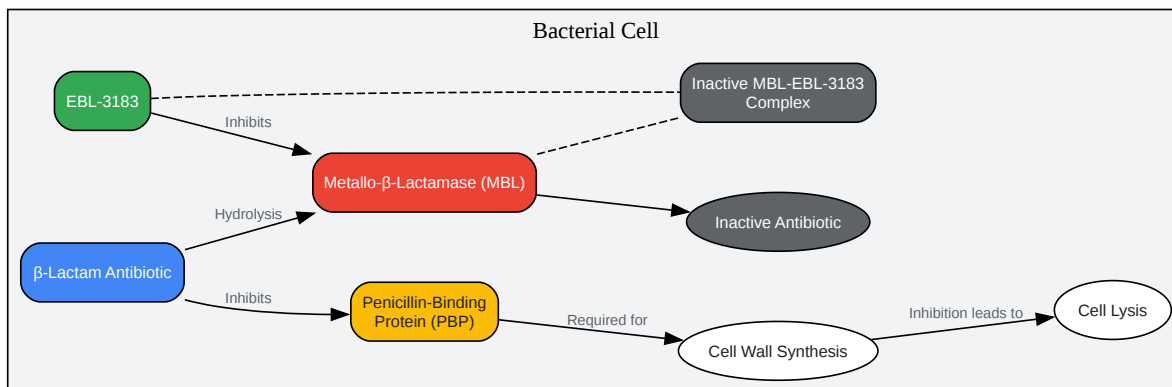 Bacterial Cell
EBL-3183
Inactive MBL-EBL-3183
Complex
Inhibits
Metallo-β-Lactamase (MBL)
Hydrolysis
Inactive Antibiotic
β-Lactam Antibiotic
Inhibits
Penicillin-Binding
Protein (PBP)
Required for
Cell Wall Synthesis
Inhibition leads to
Cell Lysis